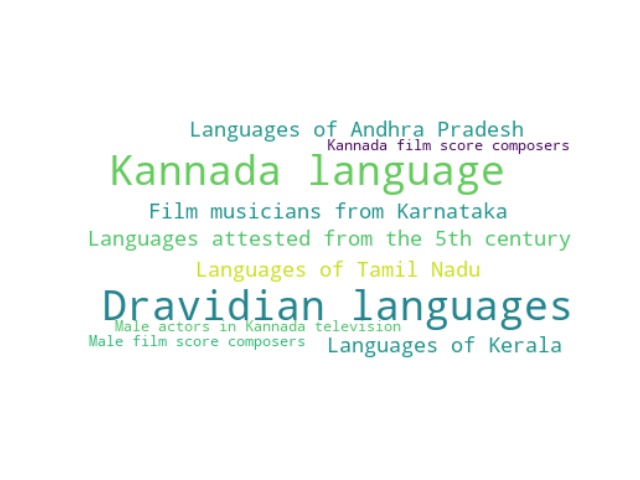 Languages of Andhra Pradesh
Kannada film score composers
Kannada language
Film musicians from Karnataka
Languages attested from the 5th century
Languages of Tamil Nadu
Dravidian languages
Male actors in Kannada television
Male film score composers
Languages of Kerala